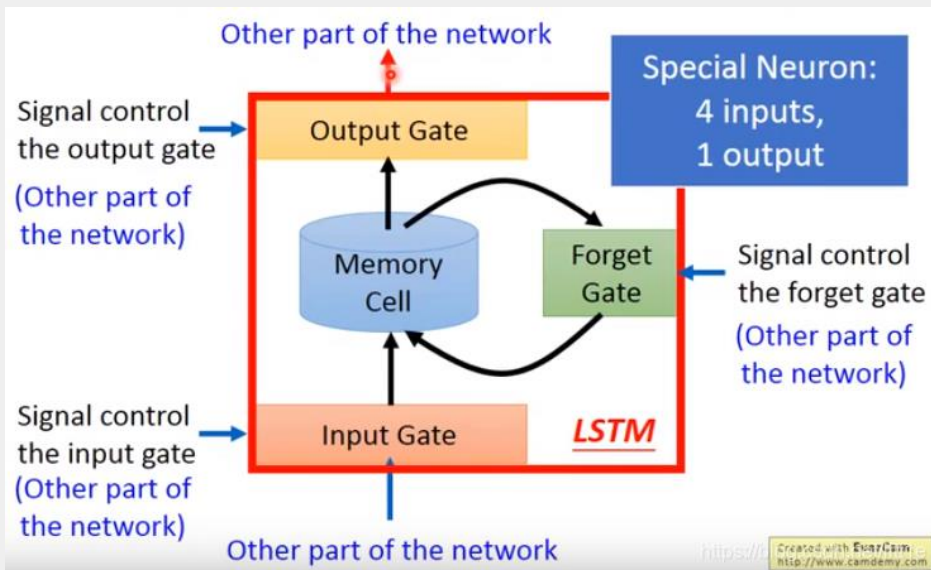 Other part of the network
Special Neuron:
4 inputs,
1 output
Signal control
the output gate
(Other part of
the network)
Output Gate
Memory
Cell
Forget
Gate
Signal control
the forget gate
(Other part of
the network)
Signal control
the input gate
(Other part of
the network)
Input Gate
LSTM
Other part of the network
Created with EverCam
http://www.camdemy.com